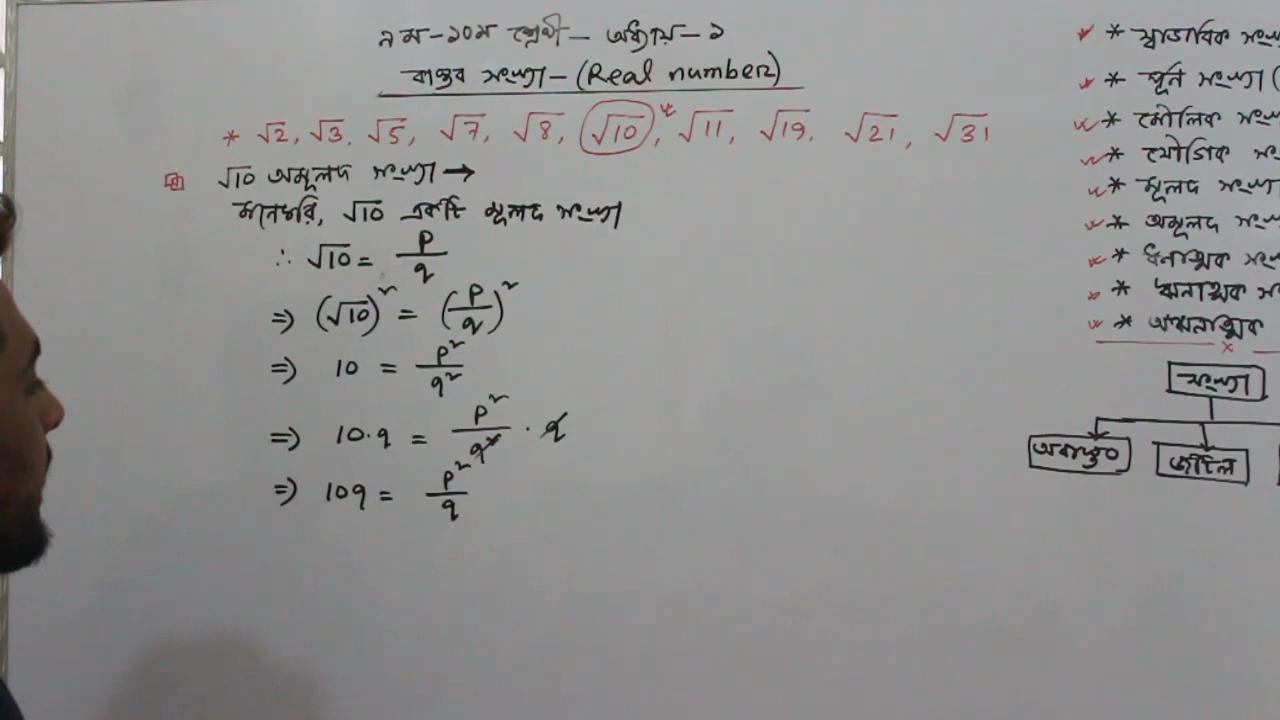 ৯ম-১০ম শ্রেণী - অধ্যায় - ১
বাস্তব সংখ্যা - (Real number)
* √2, √3, √5, √7, √8, √10, √11, √19, √21, √31
√10 অমূলদ সংখ্যা →
মনেকরি, √10 একটি মূলদ সংখ্যা
∴ √10 = p/q
⇒ (√10)² = (p/q)²
⇒ 10 = p²/q²
⇒ 10·q = p²/q² · q
⇒ 10q = p²/q
* স্বাভাবিক
* পূর্ন সংখ্যা (
* মৌলিক
* যৌগিক
* মূলদ সংখ্যা
* অমূলদ
* ধনাত্মক
* ঋনাত্মক
* অঋনাত্মক
সংখ্যা
অবাস্তব
জটিল